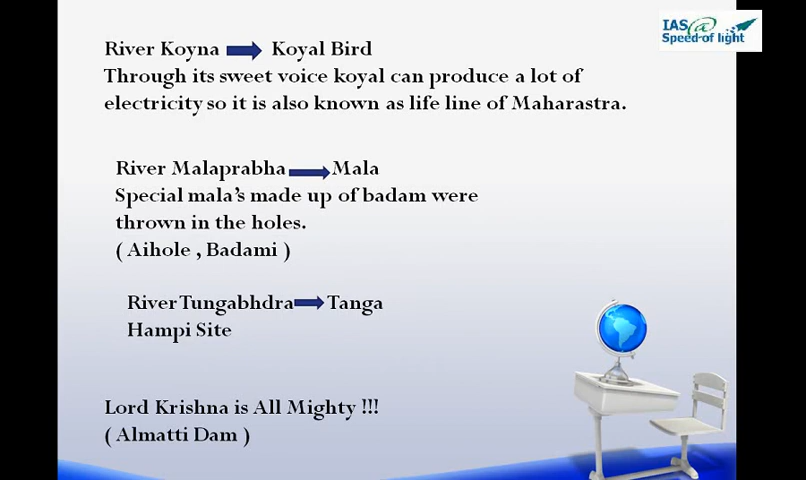 IAS@
Speed of light
River Koyna Koyal Bird
Through its sweet voice koyal can produce a lot of
electricity so it is also known as life line of Maharastra.
River Malaprabha Mala
Special mala's made up of badam were
thrown in the holes.
( Aihole , Badami )
River Tungabhdra Tanga
Hampi Site
Lord Krishna is All Mighty !!!
( Almatti Dam )